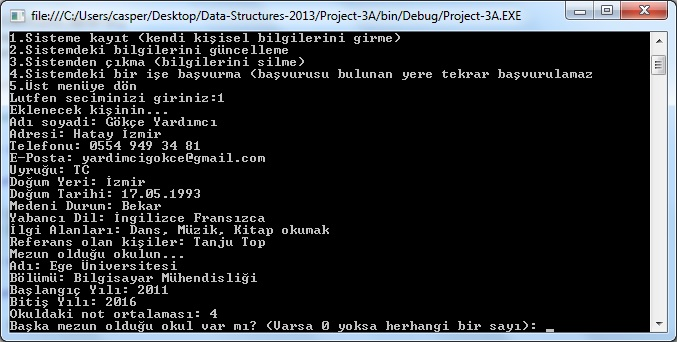 file:///C:/Users/casper/Desktop/Data-Structures-2013/Project-3A/bin/Debug/Project-3A.EXE
1.Sisteme kayıt (kendi kişisel bilgilerini girme)
2.Sistemdeki bilgilerini güncelleme
3.Sistemden çıkma (bilgilerini silme)
4.Sistemdeki bir işe başvurma (başvurusu bulunan yere tekrar başvurulamaz
5.Üst menüye dön
Lutfen seciminizi giriniz:1
Eklenecek kişinin...
Adı soyadi: Gökçe Yardımcı
Adresi: Hatay İzmir
Telefonu: 0554 949 34 81
E-Posta: yardimcigokce@gmail.com
Uyruğu: TC
Doğum Yeri: İzmir
Doğum Tarihi: 17.05.1993
Medeni Durum: Bekar
Yabancı Dil: İngilizce Fransızca
İlgi Alanları: Dans, Müzik, Kitap okumak
Referans olan kişiler: Tanju Top
Mezun olduğu okulun...
Adı: Ege Üniversitesi
Bölümü: Bilgisayar Mühendisliği
Başlangıç Yılı: 2011
Bitiş Yılı: 2016
Okuldaki not ortalaması: 4
Başka mezun olduğu okul var mı? (Varsa 0 yoksa herhangi bir sayı): _